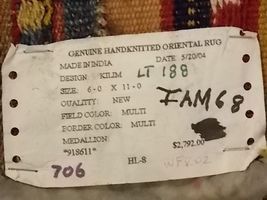 GENUINE HANDKNITTED ORIENTAL RUG
MADE IN INDIA 5/20/04
DESIGN KILIM LT 188
SIZE: 6-0 X 11-0
QUALITY: NEW IAM68
FIELD COLOR: MULTI
BORDER COLOR: MULTI
MEDALLION: $2,792.00
"918611" HL-8 WFV.02
706